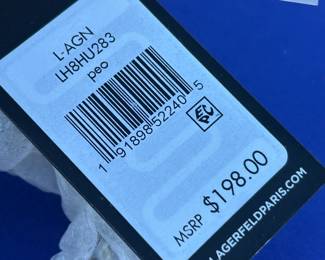 L-AGN
LH8HU283
peo
1 91898 52240 5
MSRP $198.00
LAGERFELDPARIS.COM